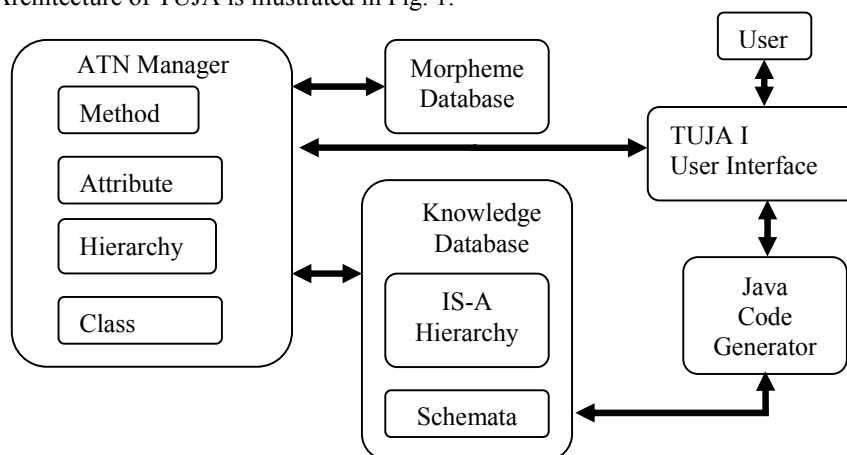 Architecture of TUJA is illustrated in Fig. 1.
User
ATN Manager
Method
Attribute
Hierarchy
Class
Morpheme
Database
TUJA I
User Interface
Knowledge
Database
IS-A
Hierarchy
Schemata
Java
Code
Generator